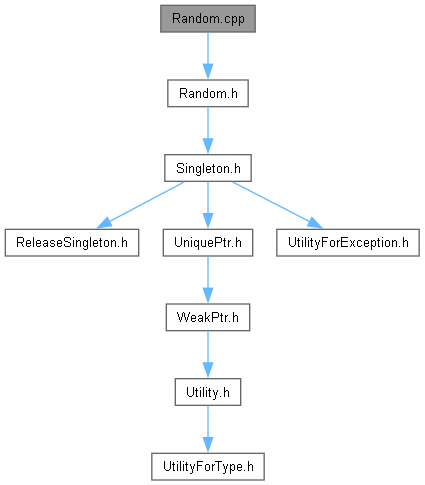 Random.cpp
Random.h
Singleton.h
ReleaseSingleton.h
UniquePtr.h
UtilityForException.h
WeakPtr.h
Utility.h
UtilityForType.h